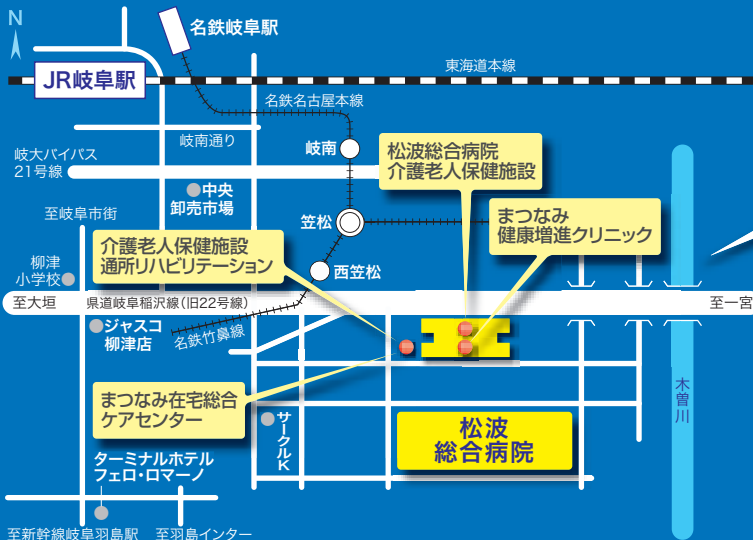 N
名鉄岐阜駅
JR岐阜駅
東海道本線
名鉄名古屋本線
岐南通り
岐南
岐大バイパス
21号線
中央
卸売市場
松波総合病院
介護老人保健施設
至岐阜市街
笠松
まつなみ
健康増進クリニック
介護老人保健施設
通所リハビリテーション
柳津
小学校
西笠松
至大垣
県道岐阜稲沢線(旧22号線)
至一宮
ジャスコ
柳津店
名鉄竹鼻線
まつなみ在宅総合
ケアセンター
サークルK
松波
総合病院
木曽川
ターミナルホテル
フェロ・ロマーノ
至新幹線岐阜羽島駅
至羽島インター